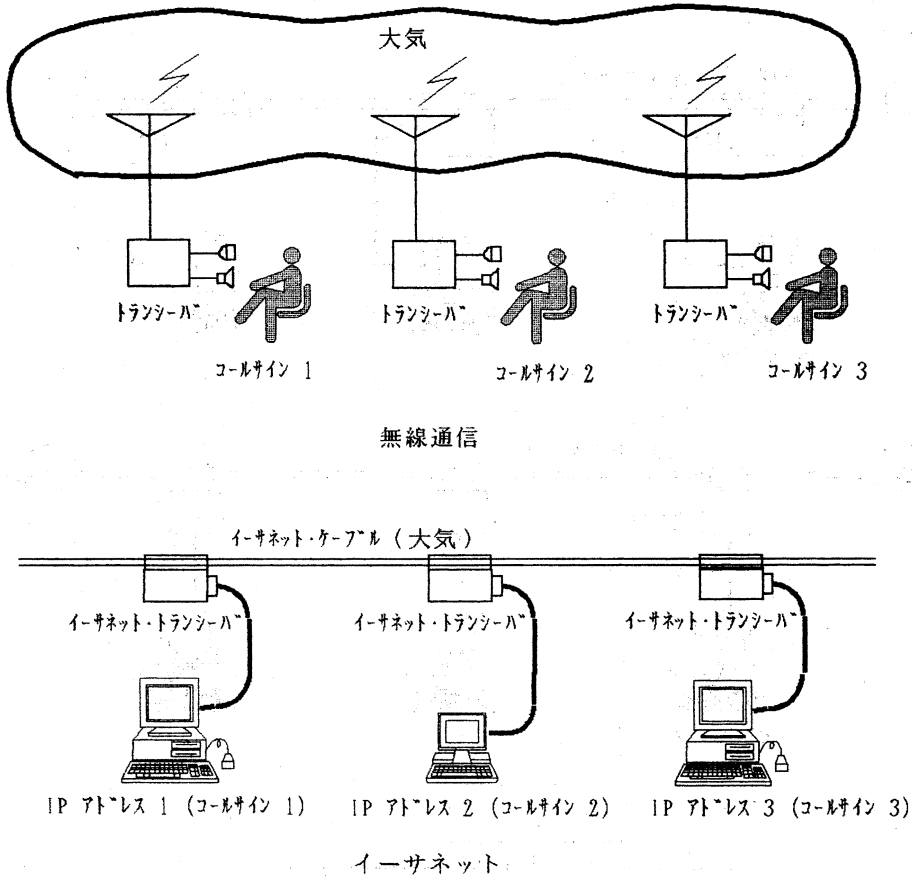 大気
トランシーバ トランシーバ トランシーバ
コールサイン 1 コールサイン 2 コールサイン 3
無線通信
イーサネット・ケーブル (大気)
イーサネット・トランシーバ イーサネット・トランシーバ イーサネット・トランシーバ
IP アドレス 1 (コールサイン 1) IP アドレス 2 (コールサイン 2) IP アドレス 3 (コールサイン 3)
イーサネット